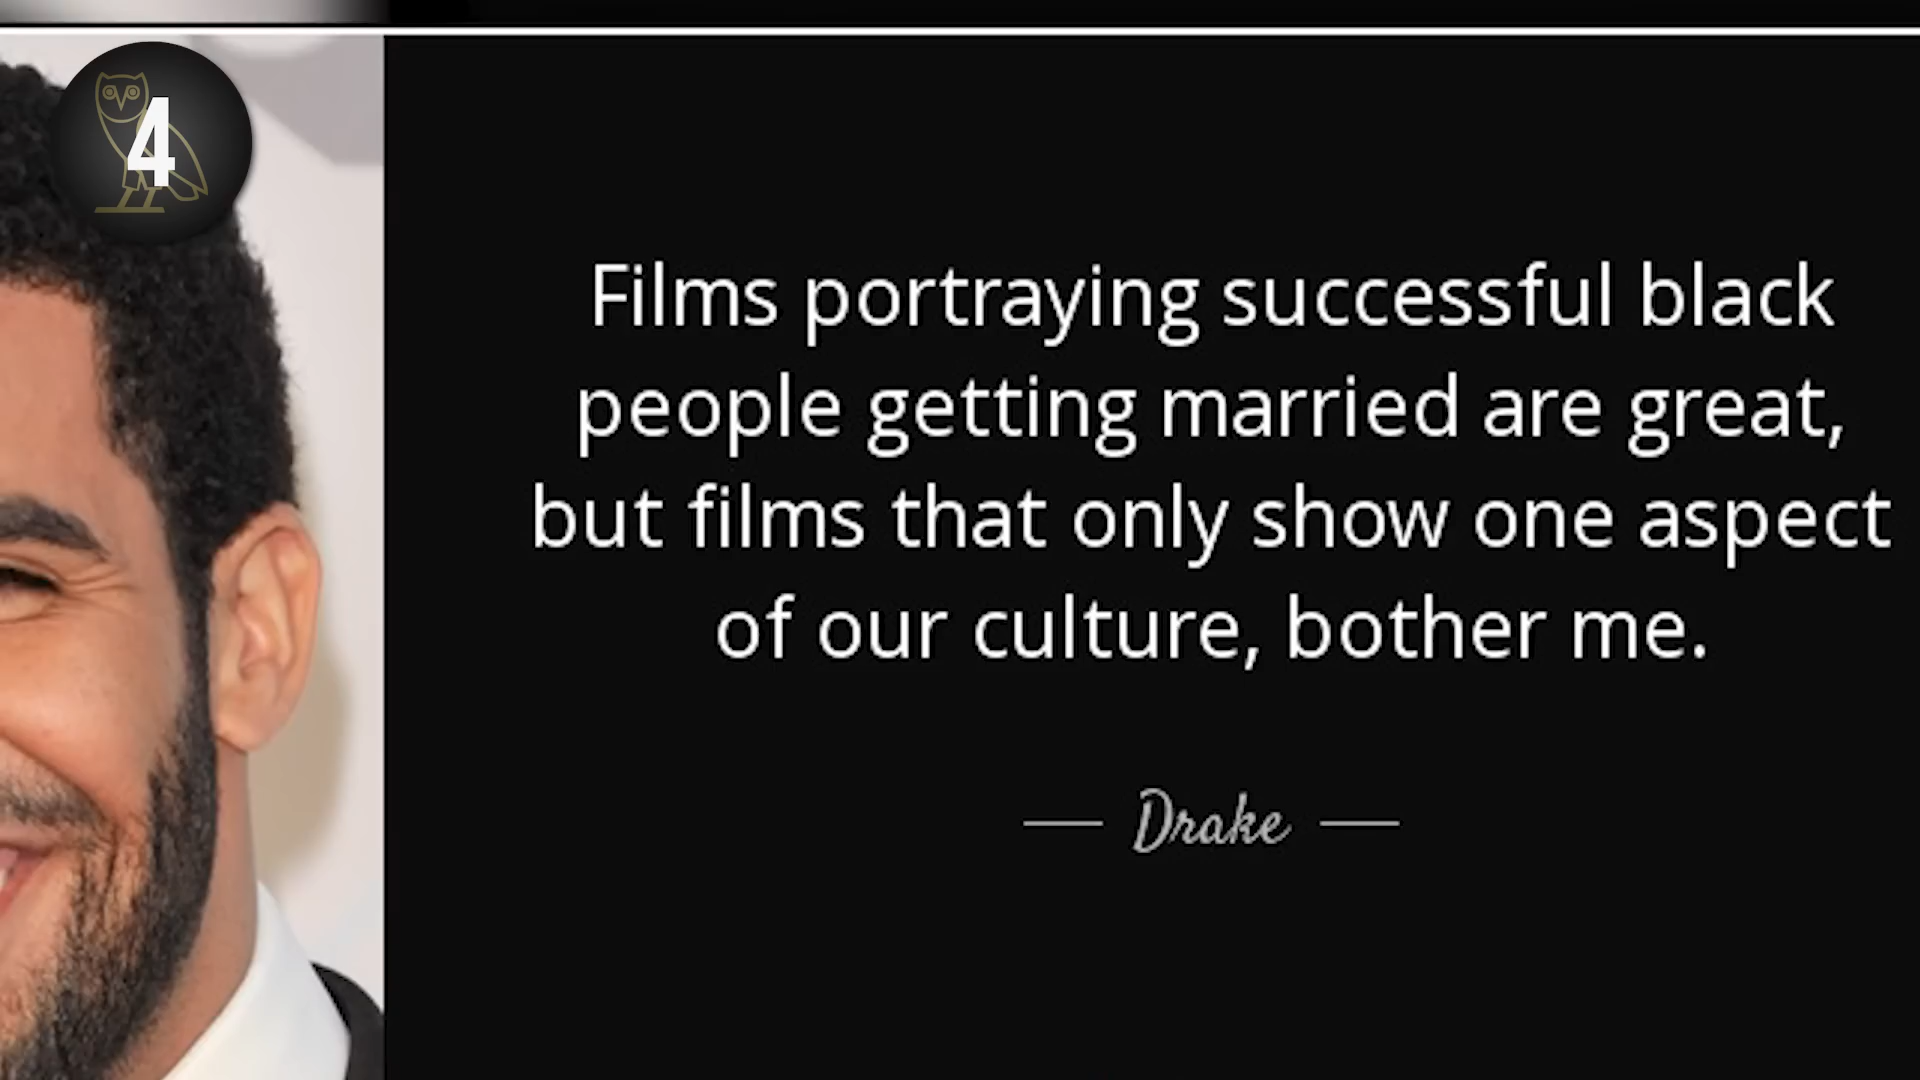 4
Films portraying successful black
people getting married are great,
but films that only show one aspect
of our culture, bother me.
Drake